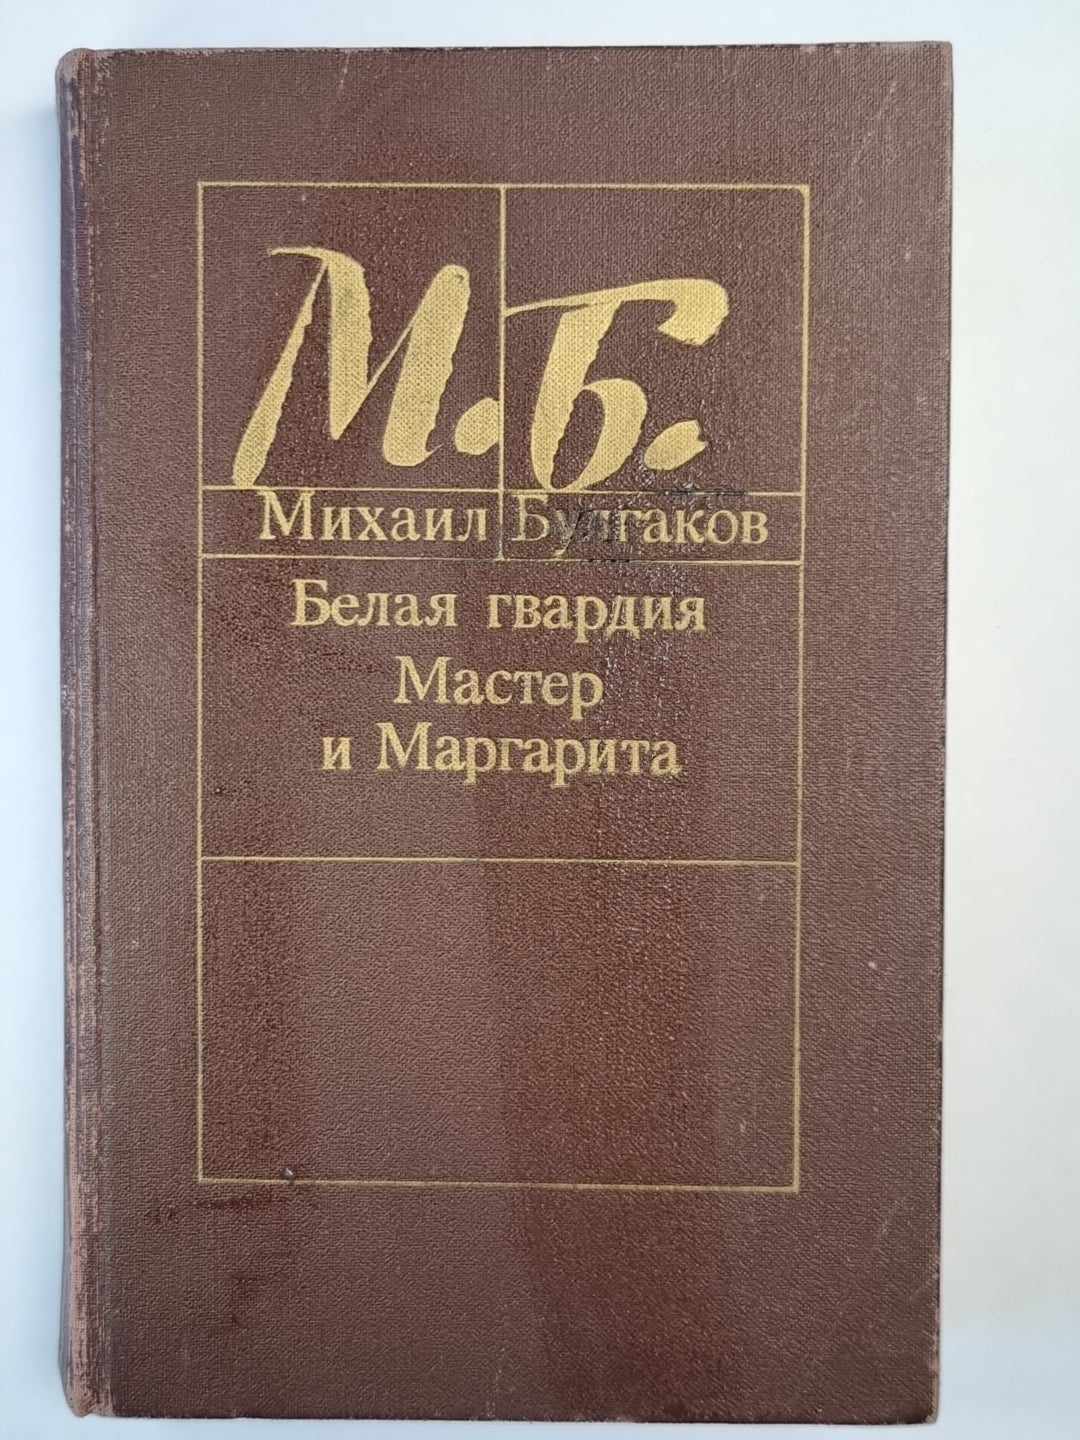 М.Б.
Михаил Булгаков
Белая гвардия
Мастер
и Маргарита